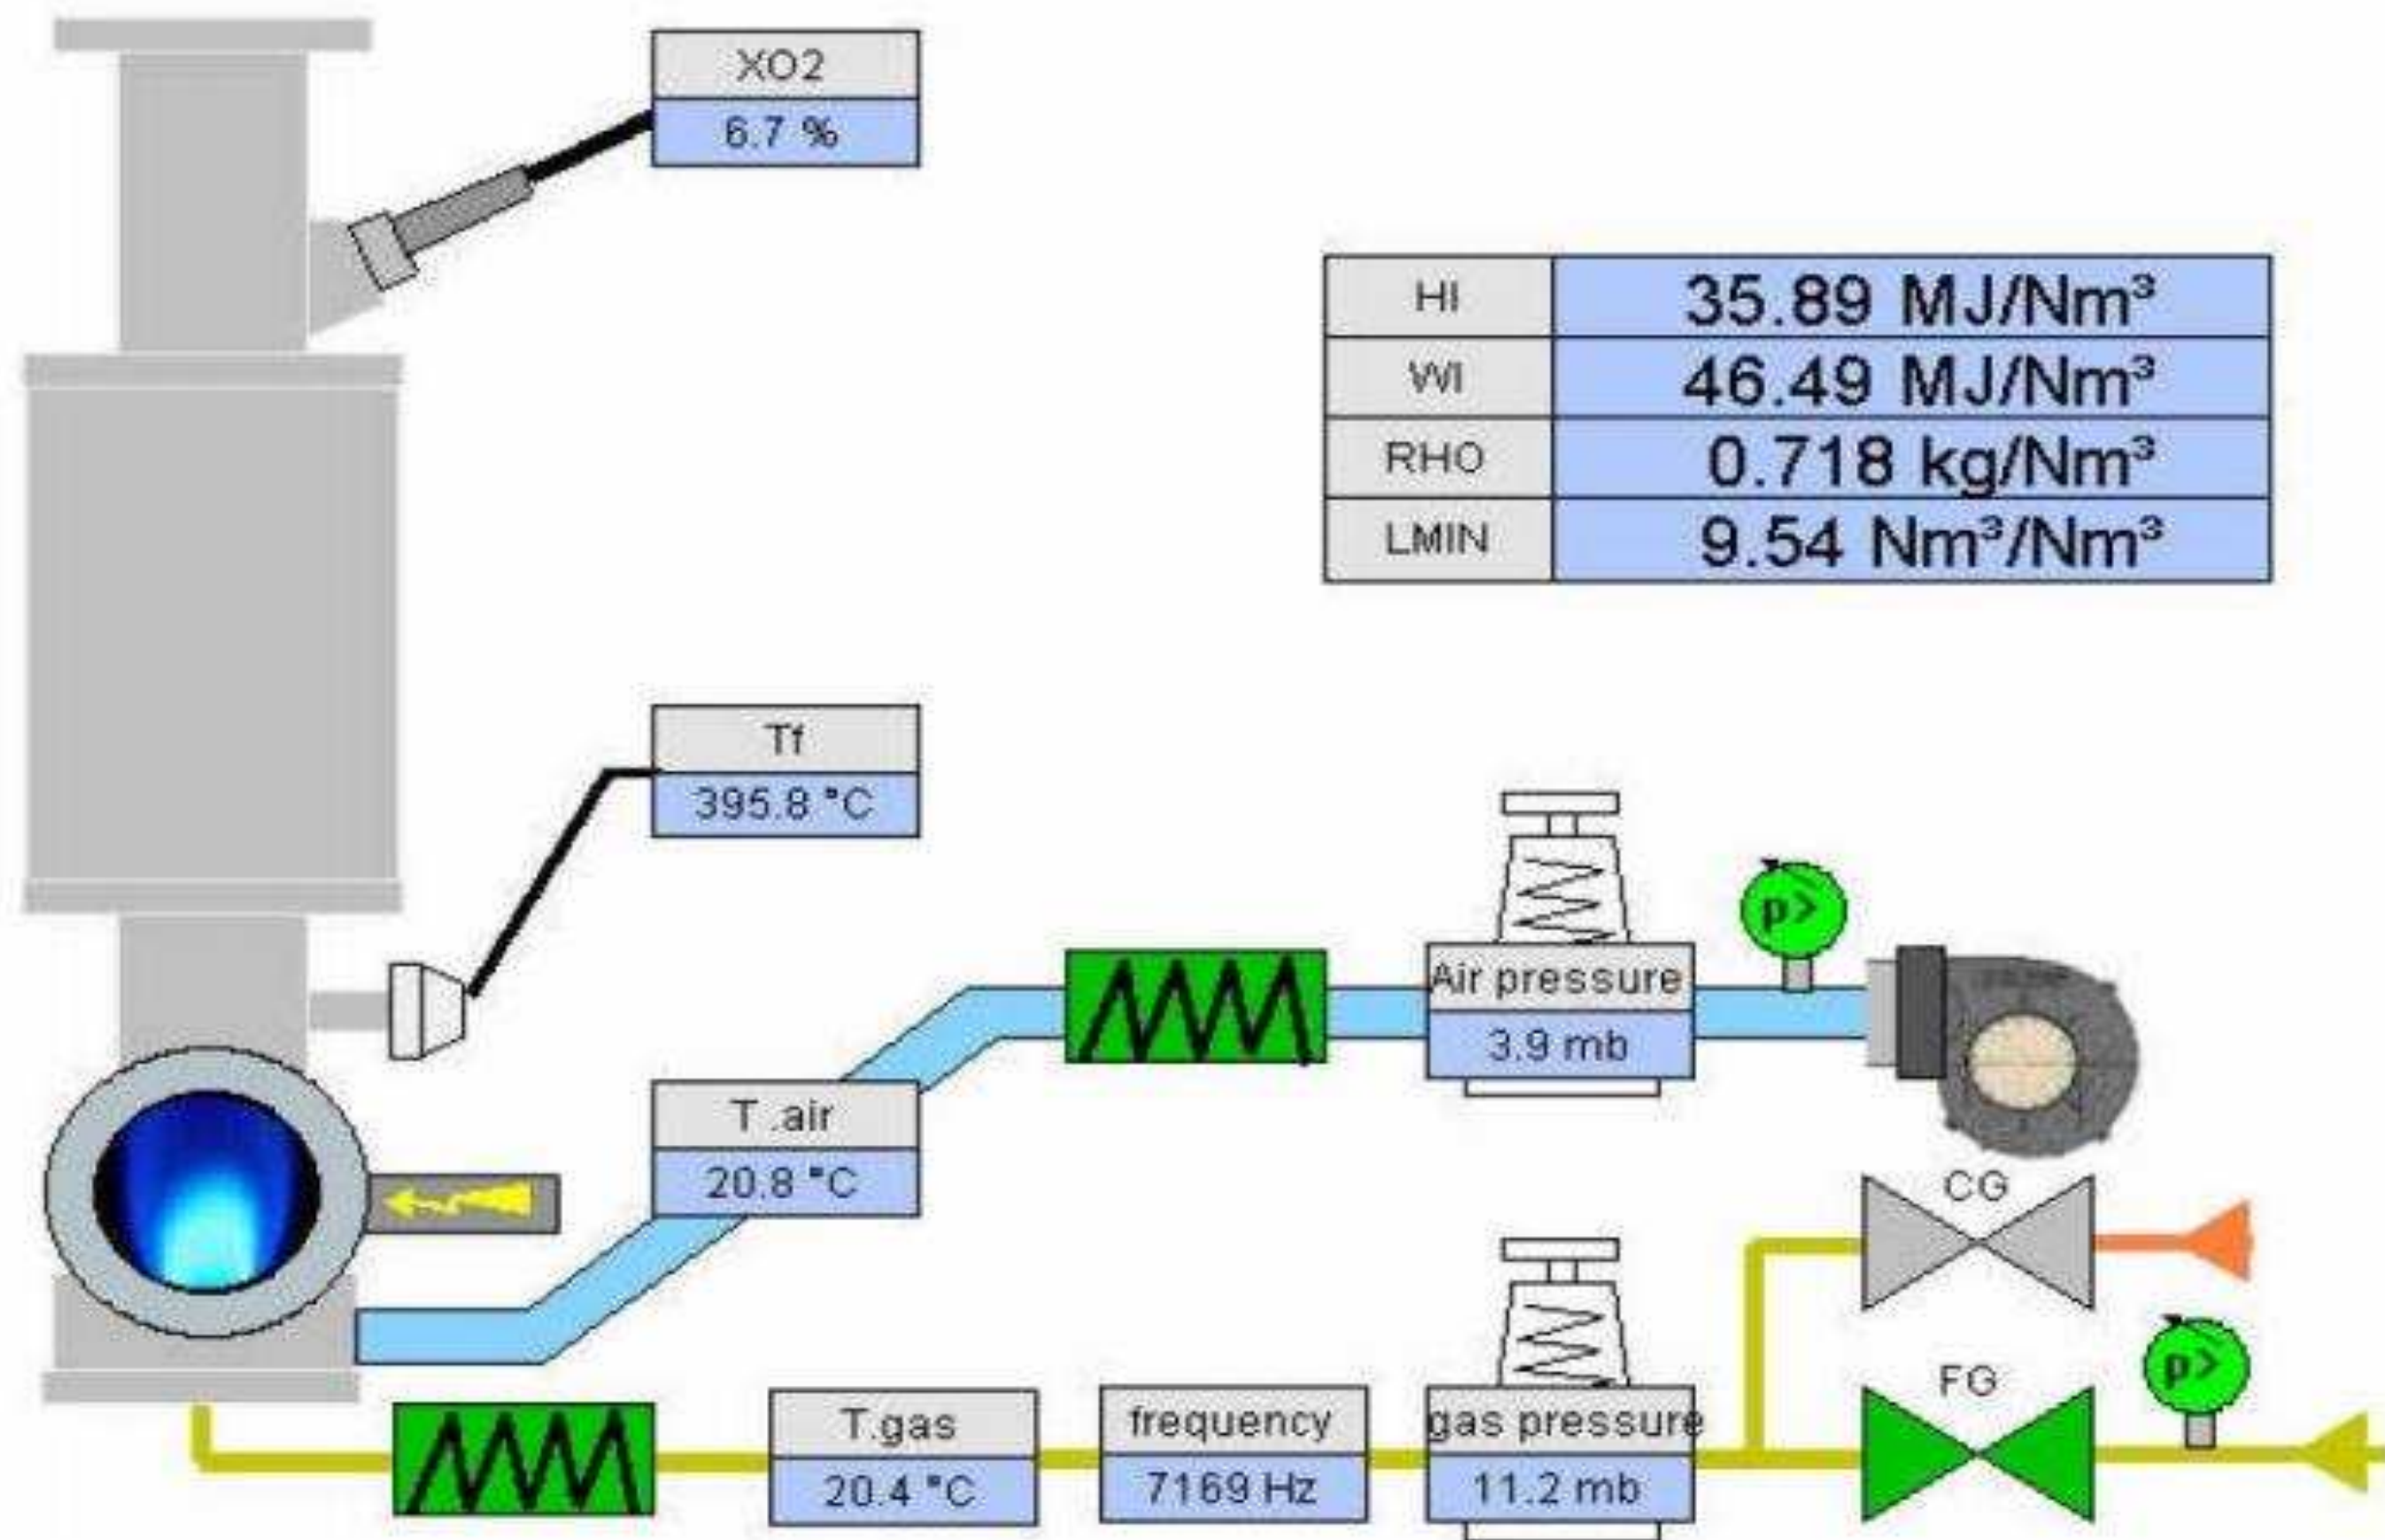 XO2
6.7 %
HI 35.89 MJ/Nm³
WI 46.49 MJ/Nm³
RHO 0.718 kg/Nm³
LMIN 9.54 Nm³/Nm³
Tf
395.8 °C
p>
Air pressure
3.9 mb
T .air
20.8 °C
CG
FG
p>
T.gas
20.4 °C
frequency
7169 Hz
gas pressure
11.2 mb